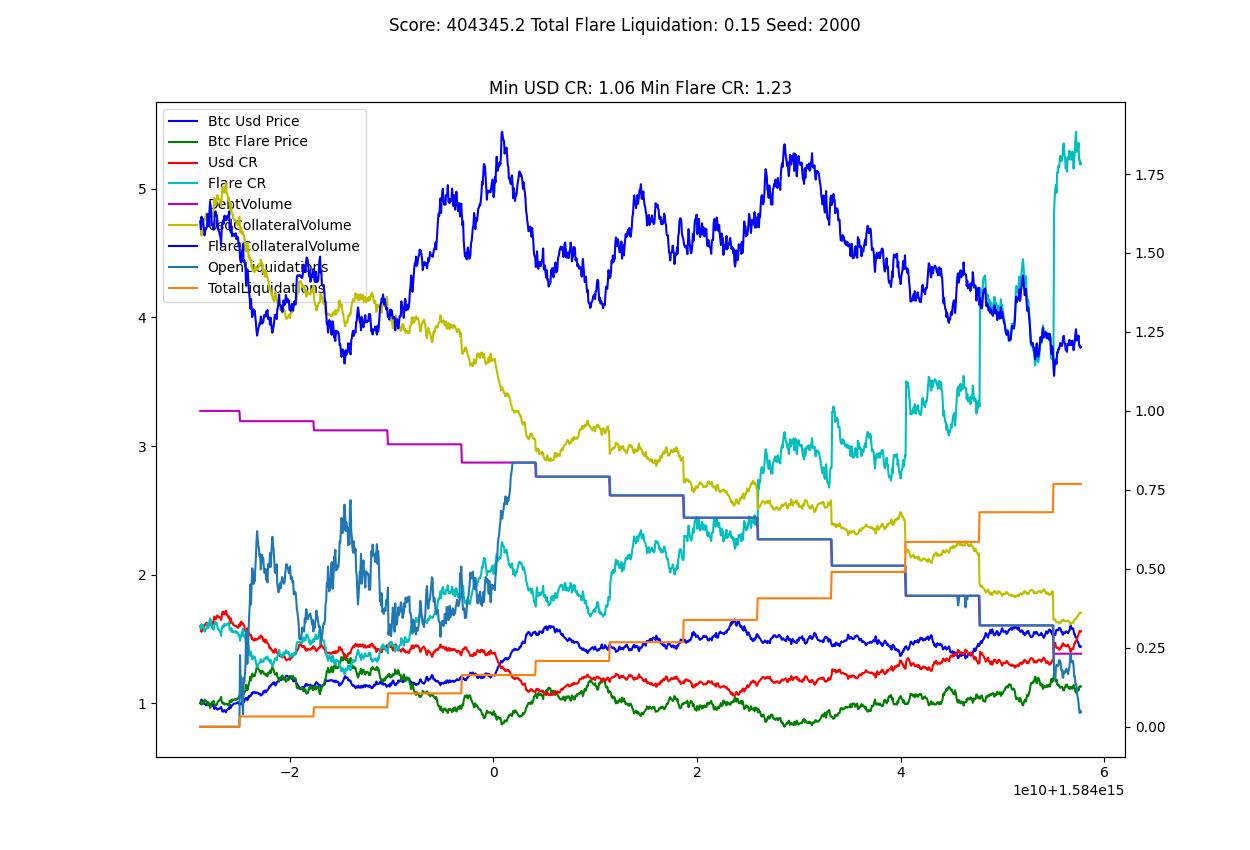 Score: 404345.2 Total Flare Liquidation: 0.15 Seed: 2000
Min USD CR: 1.06 Min Flare CR: 1.23
Btc Usd Price
Btc Flare Price
Usd CR
Flare CR
DebtVolume
UsdCollateralVolume
FlareCollateralVolume
OpenLiquidations
TotalLiquidations
5
4
3
2
1
1.75
1.50
1.25
1.00
0.75
0.50
0.25
0.00
−2
0
2
4
6
1e10+1.584e15